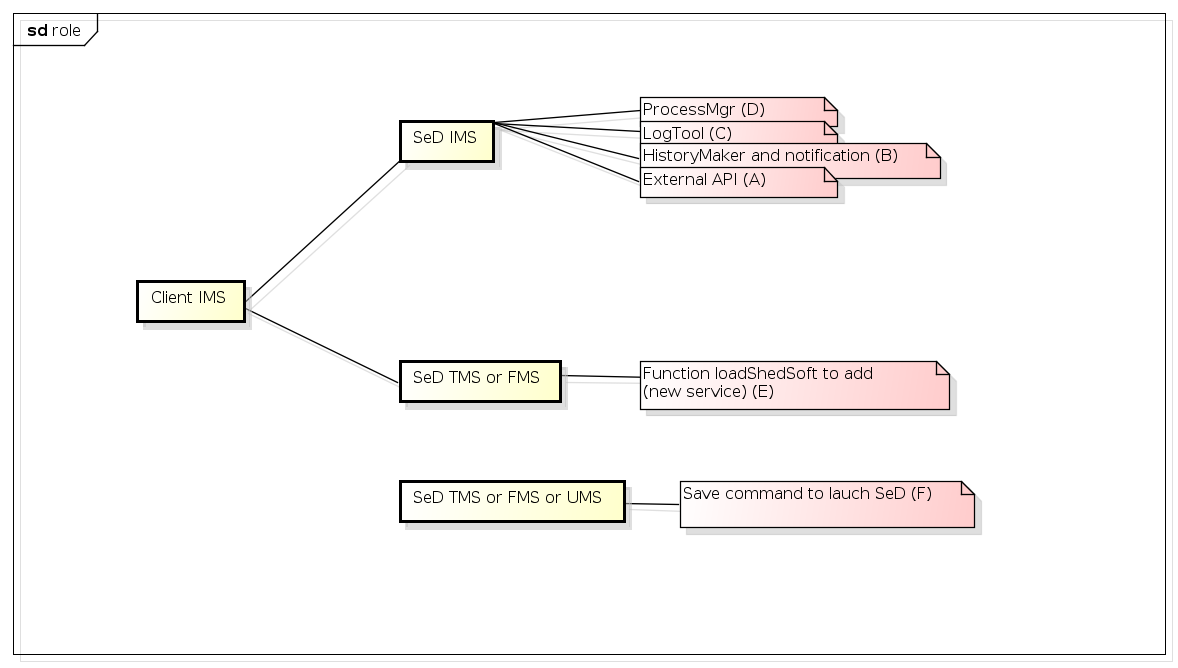 sd role
ProcessMgr (D)
LogTool (C)
SeD IMS
HistoryMaker and notification (B)
External API (A)
Client IMS
SeD TMS or FMS
Function loadShedSoft to add
(new service) (E)
SeD TMS or FMS or UMS
Save command to lauch SeD (F)